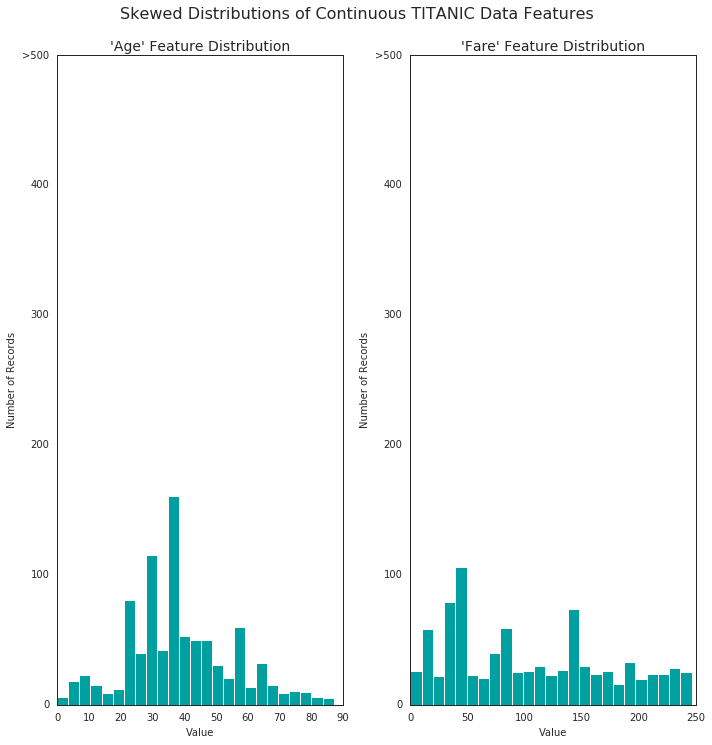 Skewed Distributions of Continuous TITANIC Data Features
'Age' Feature Distribution
>500
400
300
200
100
0
Number of Records
0 10 20 30 40 50 60 70 80 90
Value
'Fare' Feature Distribution
>500
400
300
200
100
0
Number of Records
0 50 100 150 200 250
Value